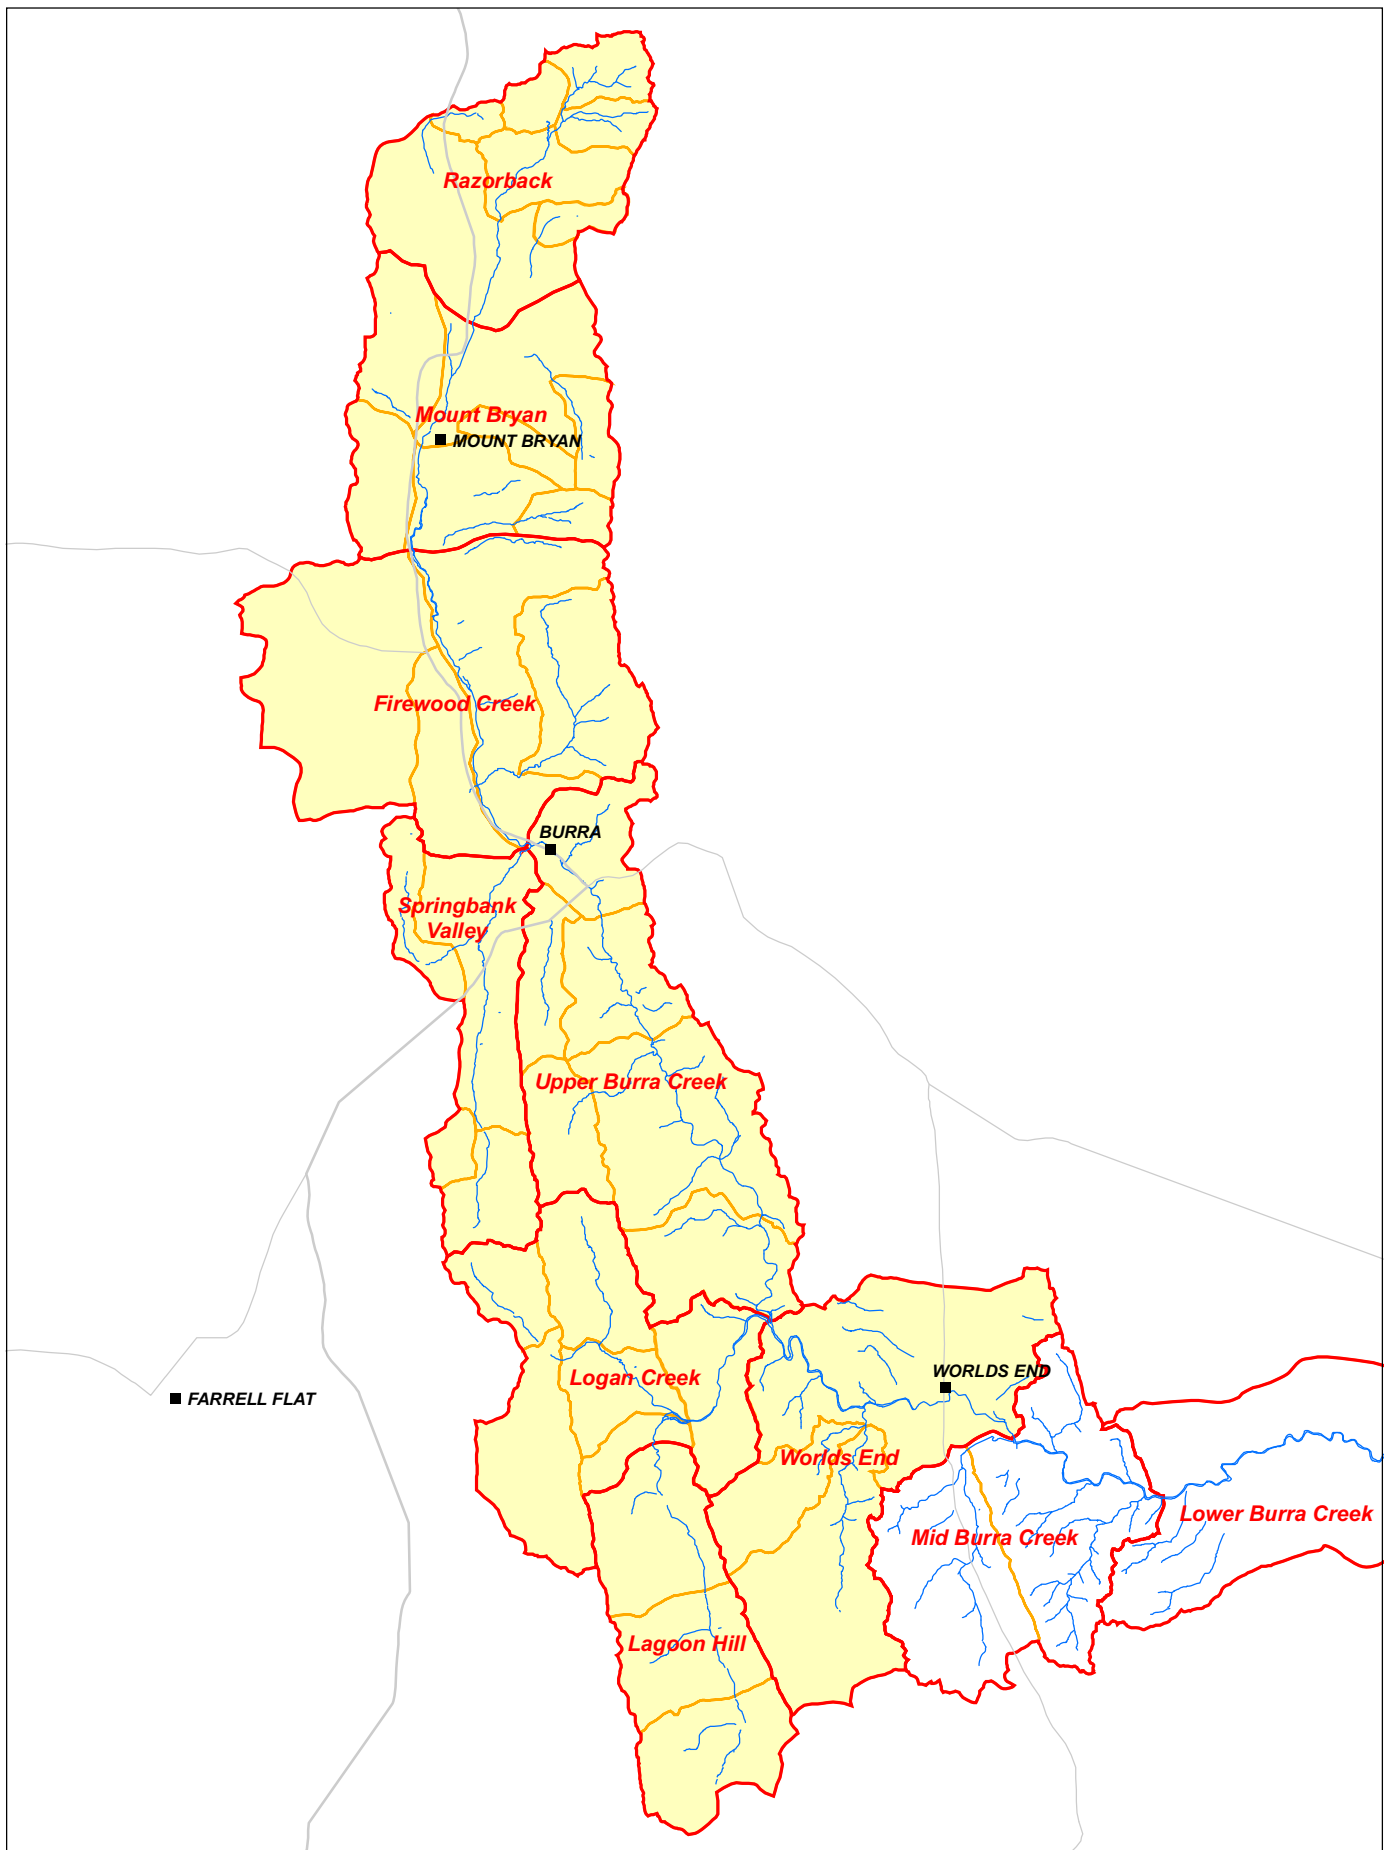 Razorback
Mount Bryan
MOUNT BRYAN
Firewood Creek
BURRA
Springbank
Valley
Upper Burra Creek
WORLDS END
Logan Creek
FARRELL FLAT
Worlds End
Lower Burra Creek
Mid Burra Creek
Lagoon Hill